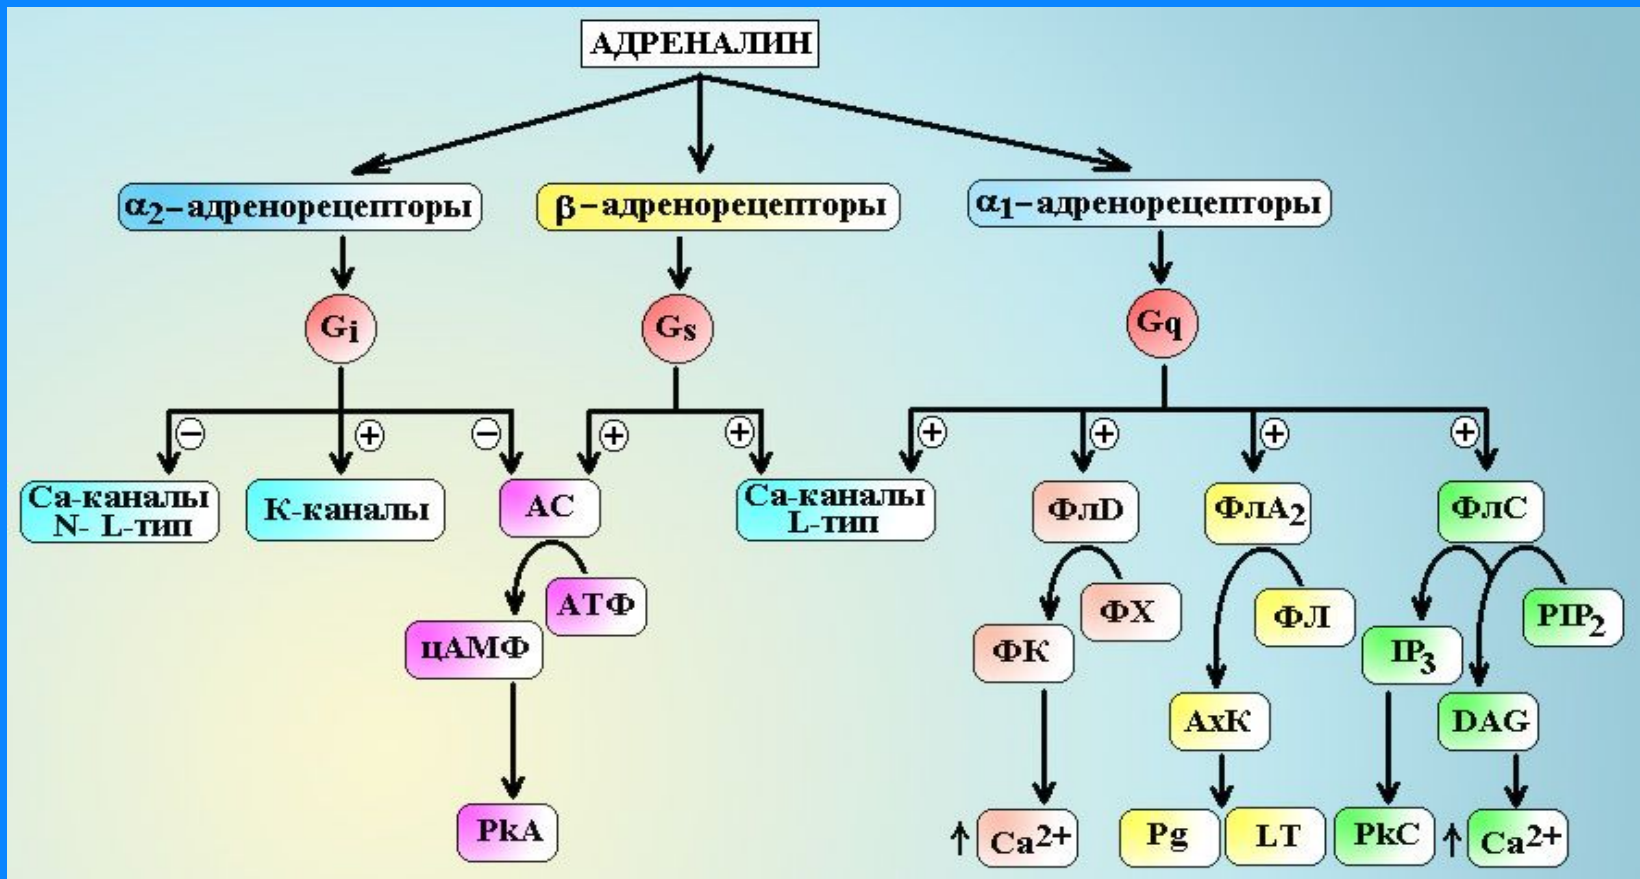 АДРЕНАЛИН
α2–адренорецепторы
β–адренорецепторы
α1–адренорецепторы
Gi
Gs
Gq
− + − + + + + + +
Са-каналы
N- L-тип
К-каналы
АС
Са-каналы
L-тип
ФлD
ФлА2
ФлС
АТФ
ФХ
ФЛ
PIP2
цАМФ
ФК
IP3
АхК
DAG
PkA
↑ Ca2+
Pg
LT
PkC
↑ Ca2+